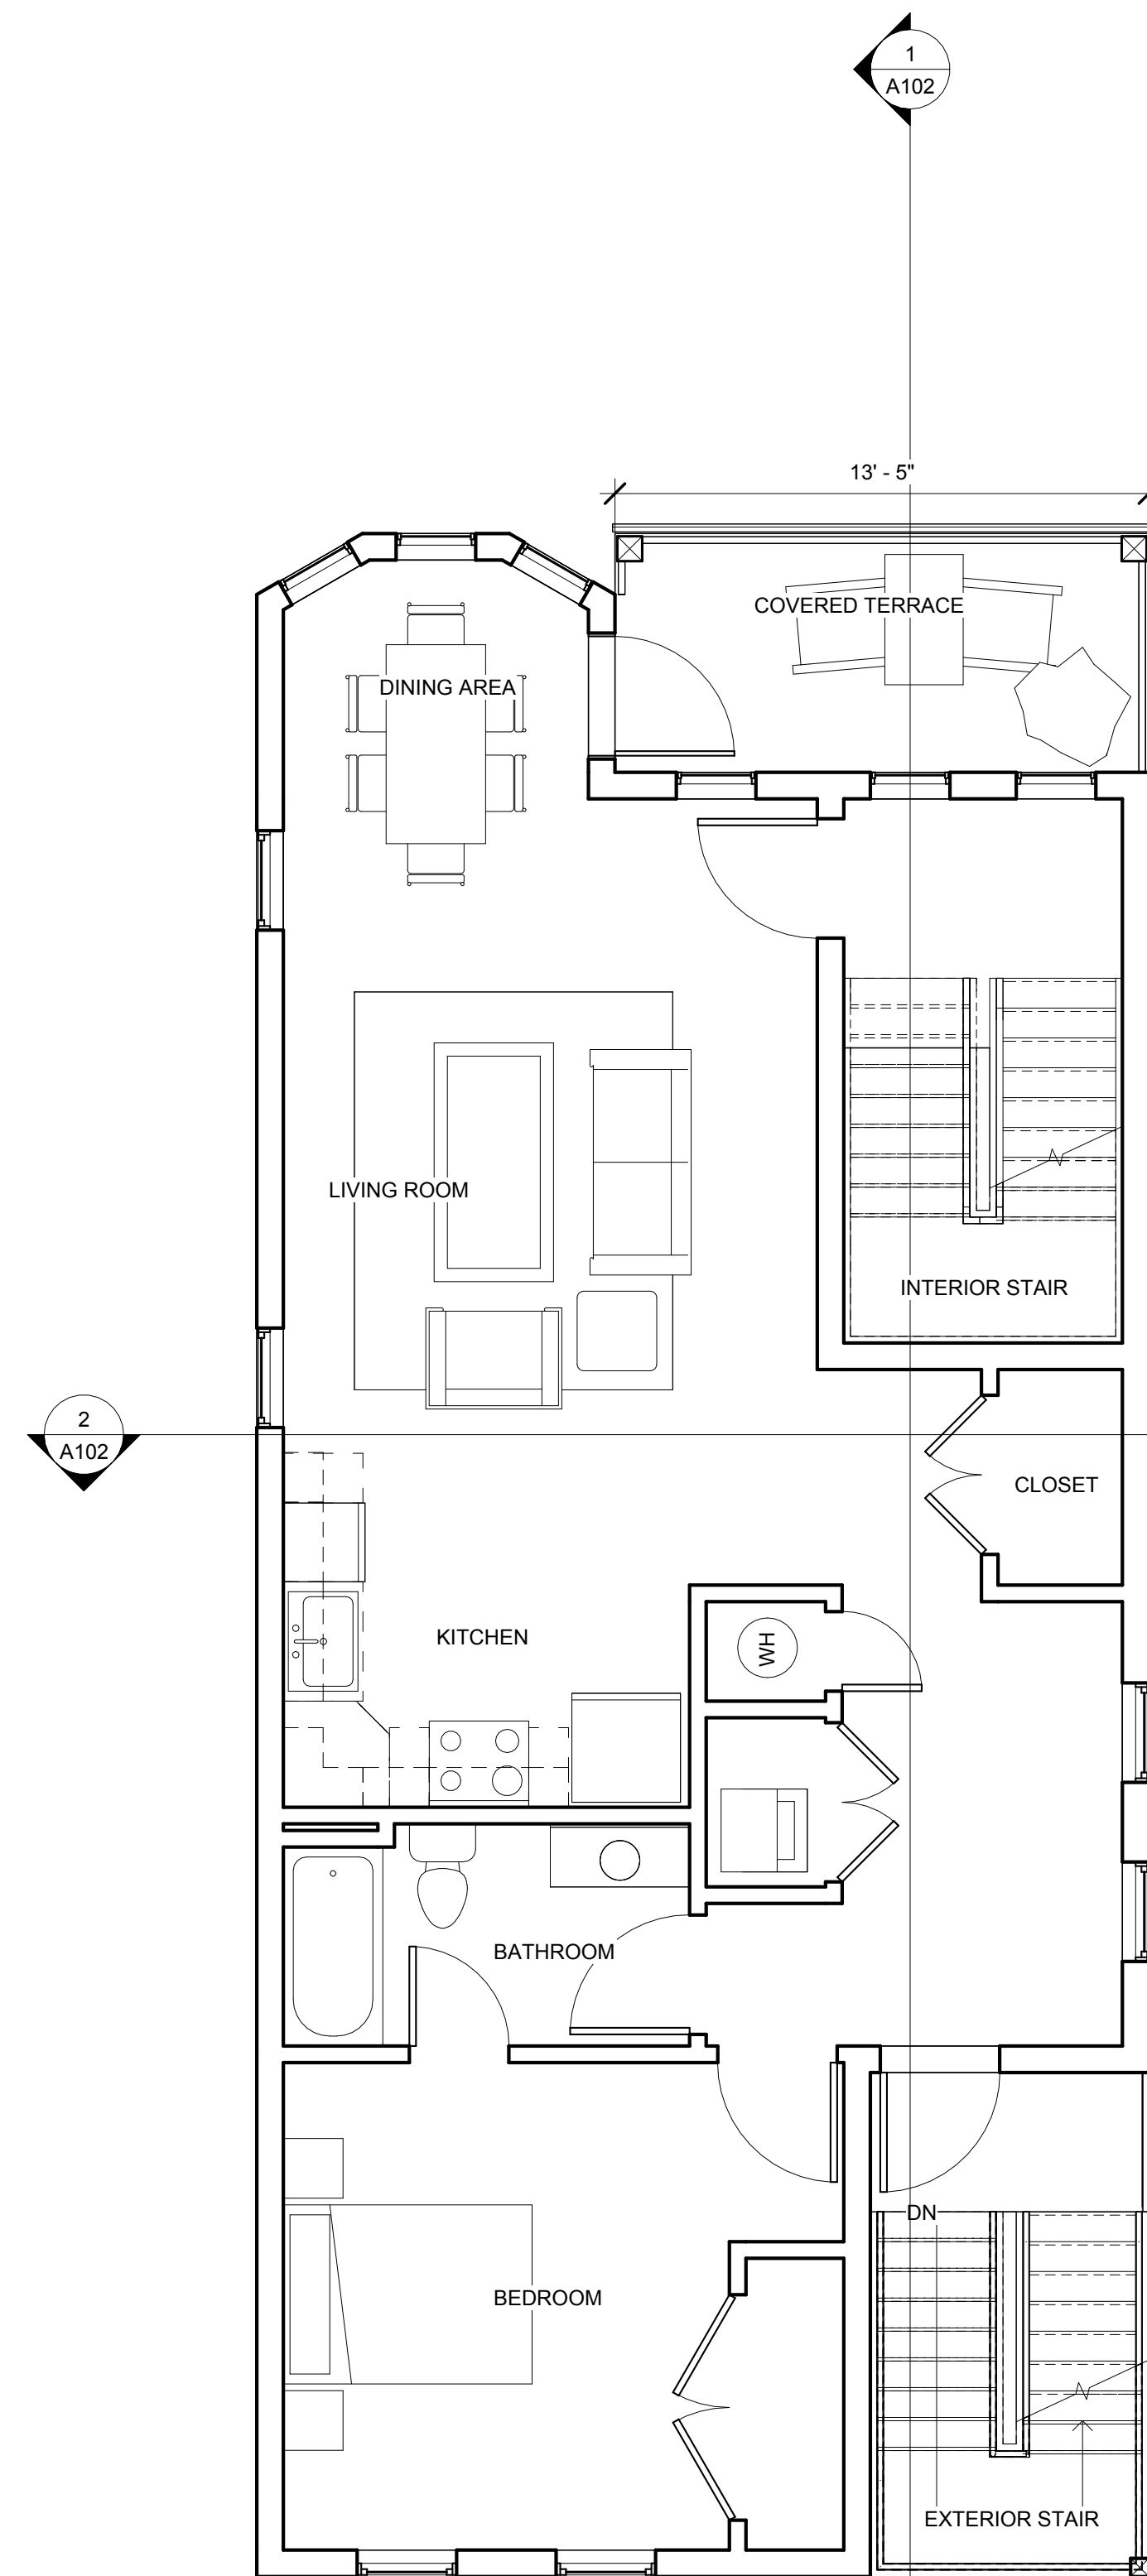 1
A102
13' - 5"
COVERED TERRACE
DINING AREA
LIVING ROOM
INTERIOR STAIR
2
A102
CLOSET
KITCHEN
WH
BATHROOM
DN
BEDROOM
EXTERIOR STAIR